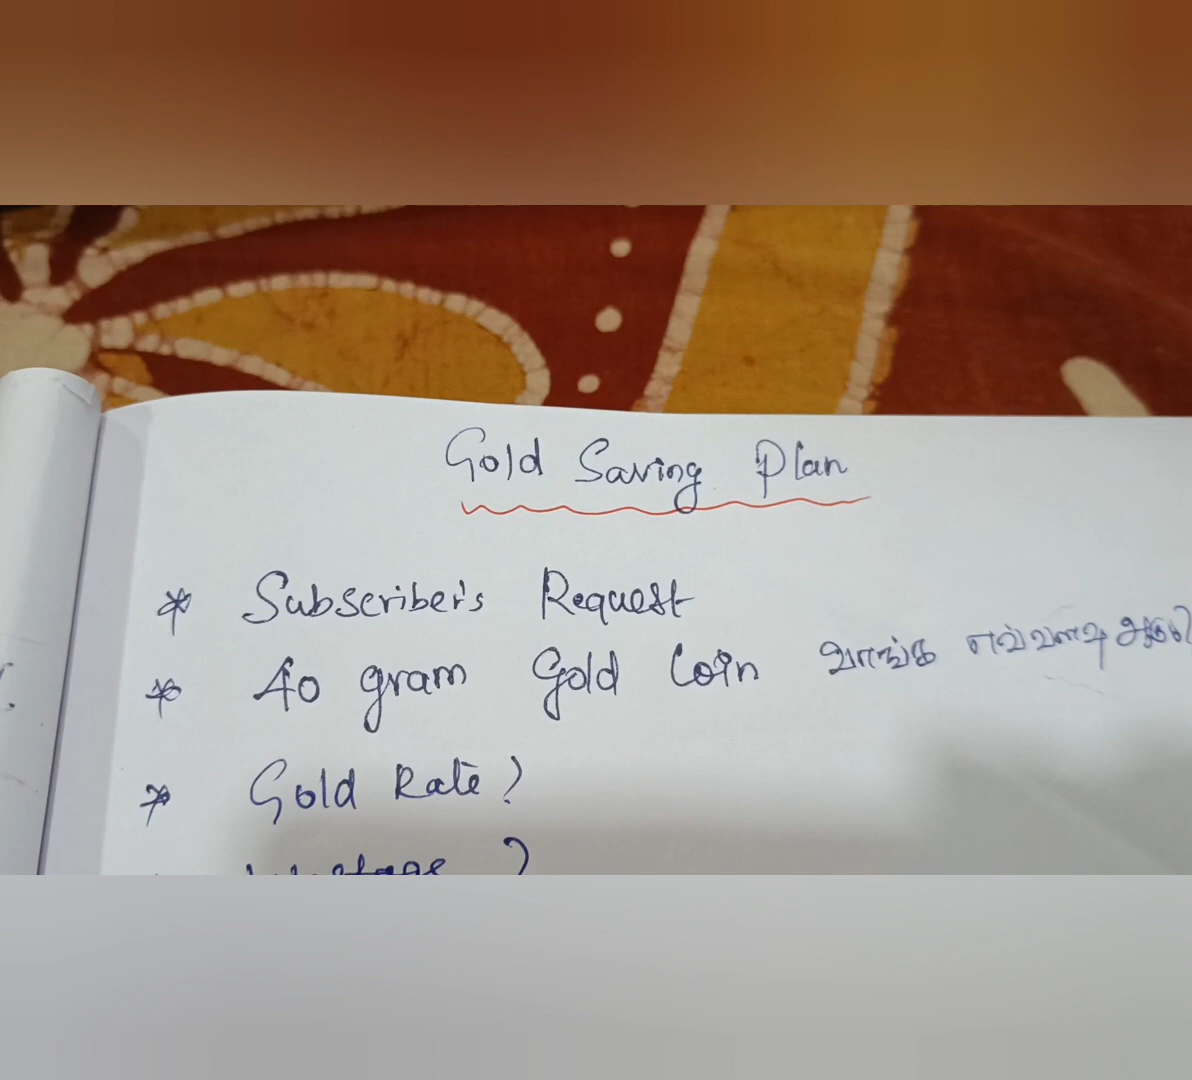 Gold Saving Plan
* Subscriber's Request
* 40 gram Gold Coin வாங்க எவ்வளவு
* Gold Rate?
?